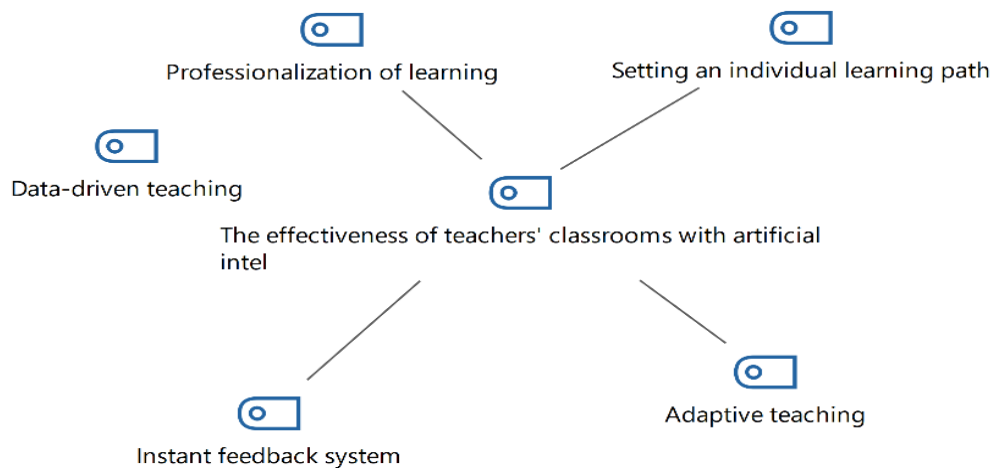 Professionalization of learning
Setting an individual learning path
Data-driven teaching
The effectiveness of teachers' classrooms with artificial
intel
Adaptive teaching
Instant feedback system